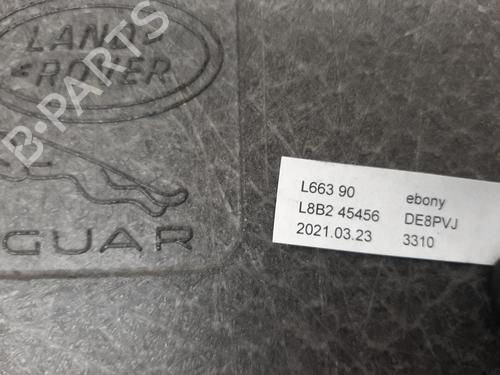 LAND
ROVER
GUAR
B-PARTS
L663 90 ebony
L8B2 45456 DE8PVJ
2021.03.23 3310